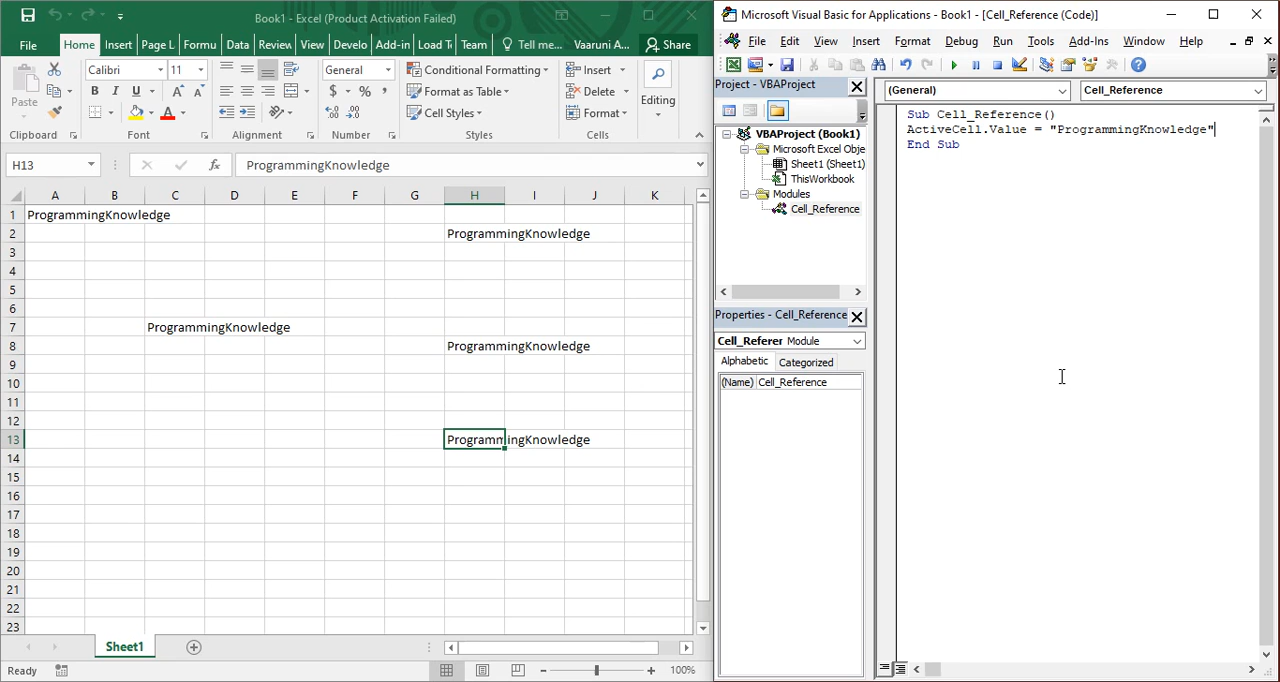 Book1 - Excel (Product Activation Failed)
File Home Insert Page L Formu Data Review View Develo Add-in Load T Team Tell me... Vaaruni A... Share
Paste
Calibri 11
B I U
A A
A
General
$ % ,
Conditional Formatting
Format as Table
Cell Styles
Insert
Delete
Format
Editing
Clipboard Font Alignment Number Styles Cells
H13 fx ProgrammingKnowledge
A B C D E F G H I J K
1 ProgrammingKnowledge
2 ProgrammingKnowledge
3
4
5
6
7 ProgrammingKnowledge
8 ProgrammingKnowledge
9
10
11
12
13 ProgrammingKnowledge
14
15
16
17
18
19
20
21
22
23
Sheet1
Ready 100%
Microsoft Visual Basic for Applications - Book1 - [Cell_Reference (Code)]
File Edit View Insert Format Debug Run Tools Add-Ins Window Help
Project - VBAProject
VBAProject (Book1)
Microsoft Excel Obje
Sheet1 (Sheet1)
ThisWorkbook
Modules
Cell_Reference
Properties - Cell_Reference
Cell_Referer Module
Alphabetic Categorized
(Name) Cell_Reference
(General) Cell_Reference
Sub Cell_Reference()
ActiveCell.Value = "ProgrammingKnowledge"
End Sub